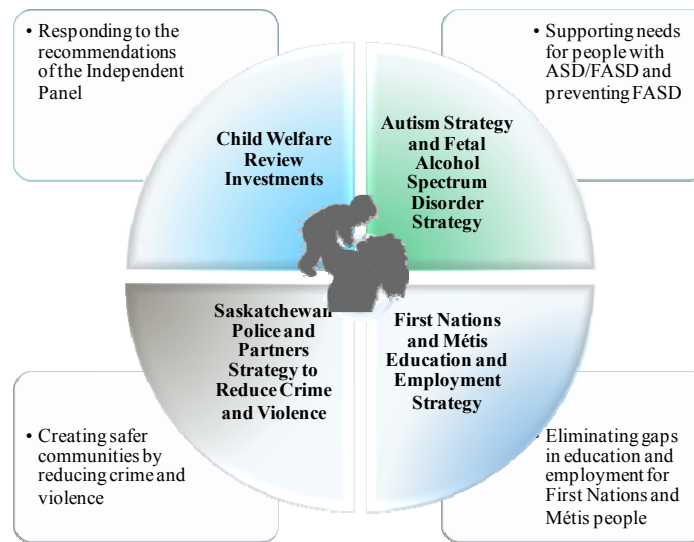 • Responding to the
recommendations
of the Independent
Panel
• Supporting needs
for people with
ASD/FASD and
preventing FASD
Child Welfare
Review
Investments
Autism Strategy
and Fetal
Alcohol
Spectrum
Disorder
Strategy
Saskatchewan
Police and
Partners
Strategy to
Reduce Crime
and Violence
First Nations
and Métis
Education and
Employment
Strategy
• Creating safer
communities by
reducing crime and
violence
• Eliminating gaps
in education and
employment for
First Nations and
Métis people